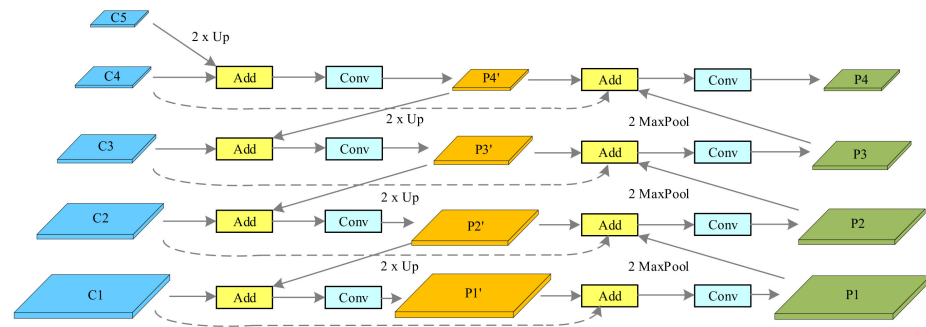 C5
2 x Up
C4 Add Conv P4' Add Conv P4
2 x Up 2 MaxPool
C3 Add Conv P3' Add Conv P3
2 x Up 2 MaxPool
C2 Add Conv P2' Add Conv P2
2 x Up 2 MaxPool
C1 Add Conv P1' Add Conv P1